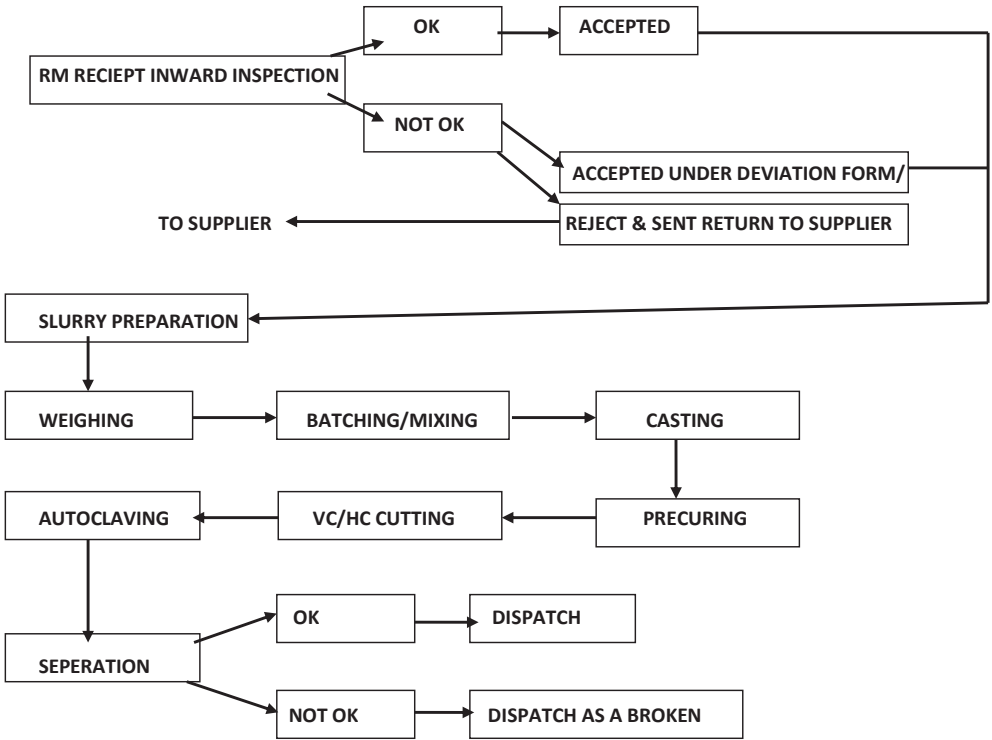 OK
ACCEPTED
RM RECIEPT INWARD INSPECTION
NOT OK
ACCEPTED UNDER DEVIATION FORM/
TO SUPPLIER
REJECT & SENT RETURN TO SUPPLIER
SLURRY PREPARATION
WEIGHING
BATCHING/MIXING
CASTING
AUTOCLAVING
VC/HC CUTTING
PRECURING
OK
DISPATCH
SEPERATION
NOT OK
DISPATCH AS A BROKEN